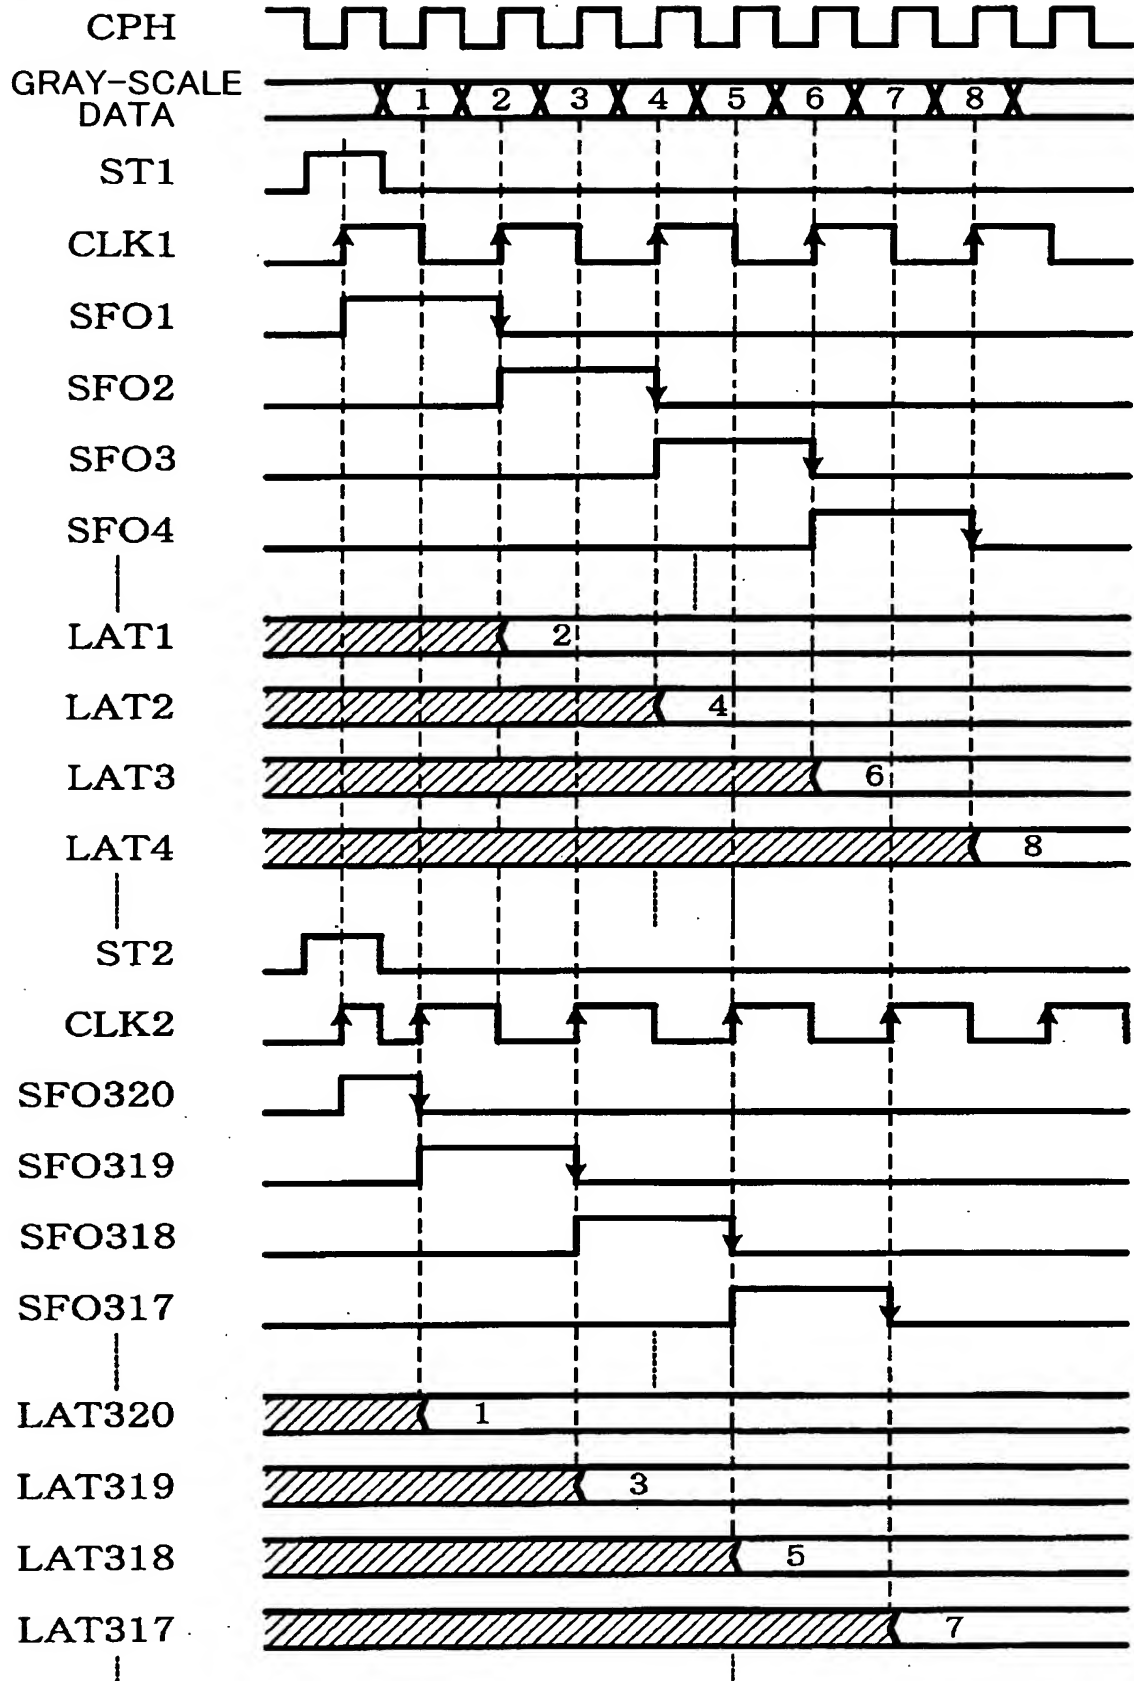 CPH
GRAY-SCALE
DATA
1 2 3 4 5 6 7 8
ST1
CLK1
SFO1
SFO2
SFO3
SFO4
LAT1 2
LAT2 4
LAT3 6
LAT4 8
ST2
CLK2
SFO320
SFO319
SFO318
SFO317
LAT320 1
LAT319 3
LAT318 5
LAT317 7